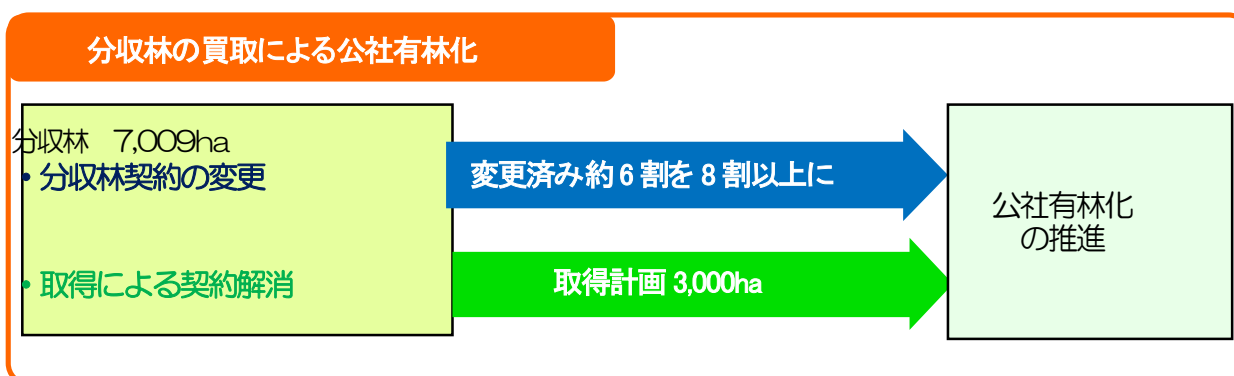 分収林の買取による公社有林化
分収林　7,009ha
・分収林契約の変更
変更済み約6割を8割以上に
・取得による契約解消
取得計画 3,000ha
公社有林化
の推進